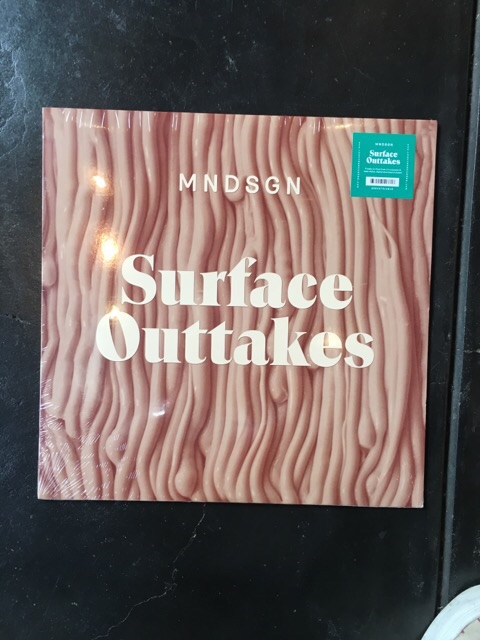 MNDSGN
Surface
Outtakes
MNDSGN
Surface
Outtakes